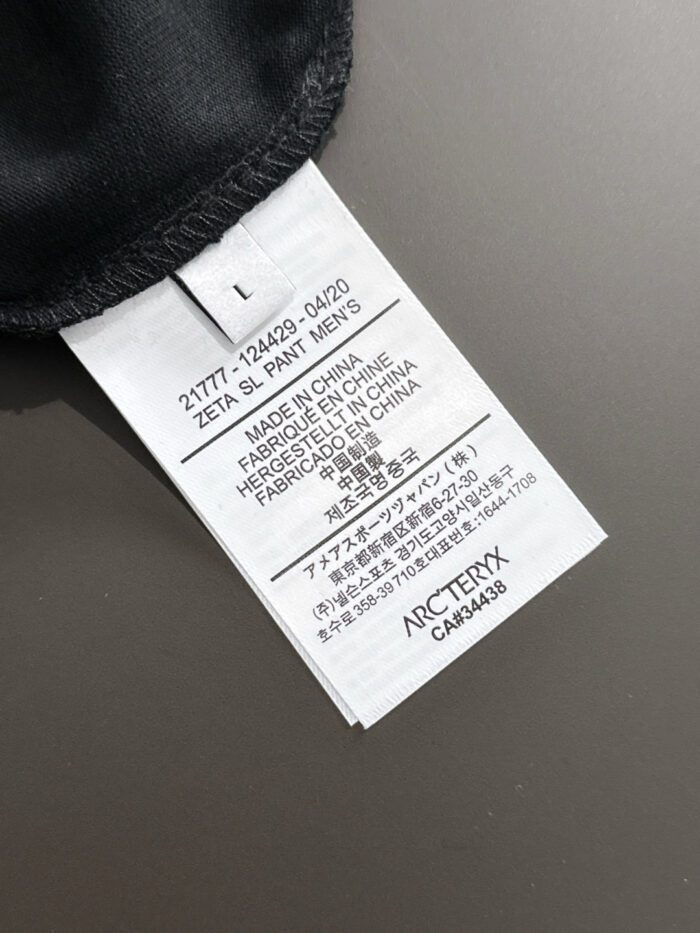 L
21777 - 124429 - 04/20
ZETA SL PANT MEN'S
MADE IN CHINA
FABRIQUÉ EN CHINE
HERGESTELLT IN CHINA
FABRICADO EN CHINA
中国制造
中国製
제조국명 중국
アメアスポーツジャパン (株)
東京都新宿区新宿6-27-30
(주)넬슨스포츠 경기도고양시일산동구
호수로 358-39 710호대표번호:1644-1708
ARC'TERYX
CA#34438